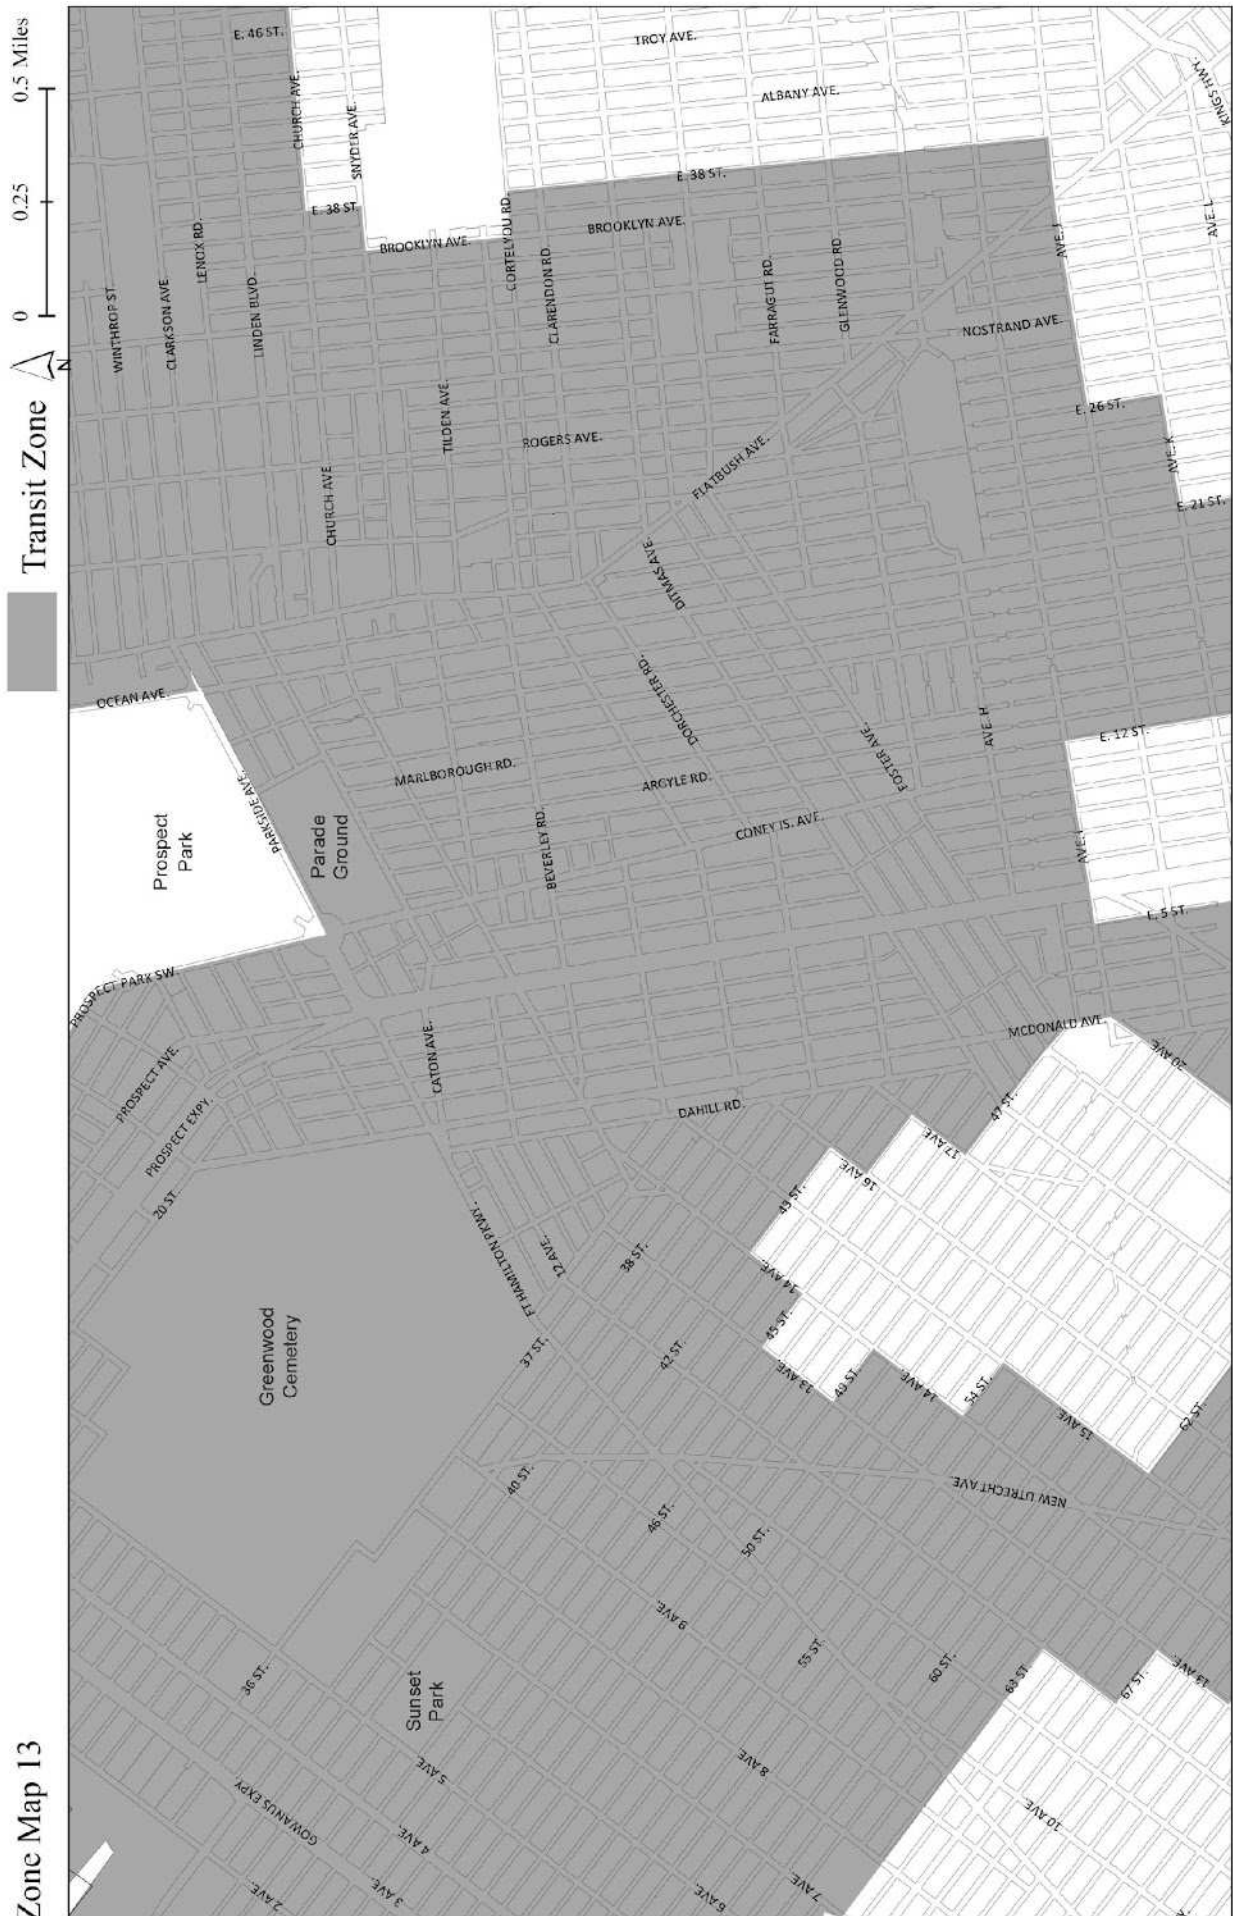 Zone Map 13
Transit Zone
N
0 0.25 0.5 Miles
E. 46 ST.
CHURCH AVE.
SNYDER AVE.
E. 38 ST.
TROY AVE.
ALBANY AVE.
KINGS HWY.
E. 38 ST.
BROOKLYN AVE.
BROOKLYN AVE.
CORTELYOU RD.
CLARENDON RD.
FARRAGUT RD.
GLENWOOD RD
AVE. J
AVE. L
WINTHROP ST.
CLARKSON AVE
LENOX RD.
LINDEN BLVD.
NOSTRAND AVE.
E. 26 ST.
AVE. K
E. 21 ST.
CHURCH AVE
TILDEN AVE.
ROGERS AVE.
FLATBUSH AVE.
DITMAS AVE.
OCEAN AVE.
PARKSIDE AVE.
Prospect
Park
Parade
Ground
MARLBOROUGH RD.
BEVERLEY RD.
ARGYLE RD.
DORCHESTER RD.
CONEY IS. AVE.
FOSTER AVE.
AVE. H
E. 12 ST.
AVE. I
E. 5 ST.
PROSPECT PARK SW.
PROSPECT AVE.
PROSPECT EXPY.
20 ST.
CATON AVE.
DAHILL RD.
MCDONALD AVE.
20 AVE
47 ST.
17 AVE
16 AVE
43 ST.
14 AVE
45 ST.
13 AVE
49 ST.
14 AVE
54 ST.
15 AVE
62 ST.
Greenwood
Cemetery
FT HAMILTON PKWY.
12 AVE.
38 ST.
37 ST.
42 ST.
40 ST.
46 ST.
50 ST.
NEW UTRECHT AVE.
9 AVE.
55 ST.
60 ST.
63 ST
67 ST.
13 AVE
Sunset
Park
36 ST.
5 AVE
8 AVE
10 AVE
GOWANUS EXPY
4 AVE.
3 AVE
2 AVE.
6 AVE
7 AVE